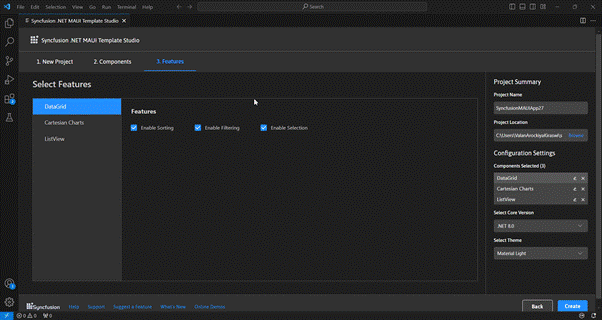 File Edit Selection View Go Run Terminal Help
Search
Syncfusion .NET MAUI Template Studio
Syncfusion .NET MAUI Template Studio
1. New Project 2. Components 3. Features
Select Features
DataGrid
Cartesian Charts
ListView
Features
Enable Sorting Enable Filtering Enable Selection
Project Summary
Project Name
SyncfusionMAUIApp27
Project Location
Browse
Configuration Settings
Components Selected (3)
DataGrid
Cartesian Charts
ListView
Select Core Version
.NET 9.0
Select Theme
Material Light
Syncfusion Help Support Suggest a Feature What's New Online Demos
Back Create
0 0 0